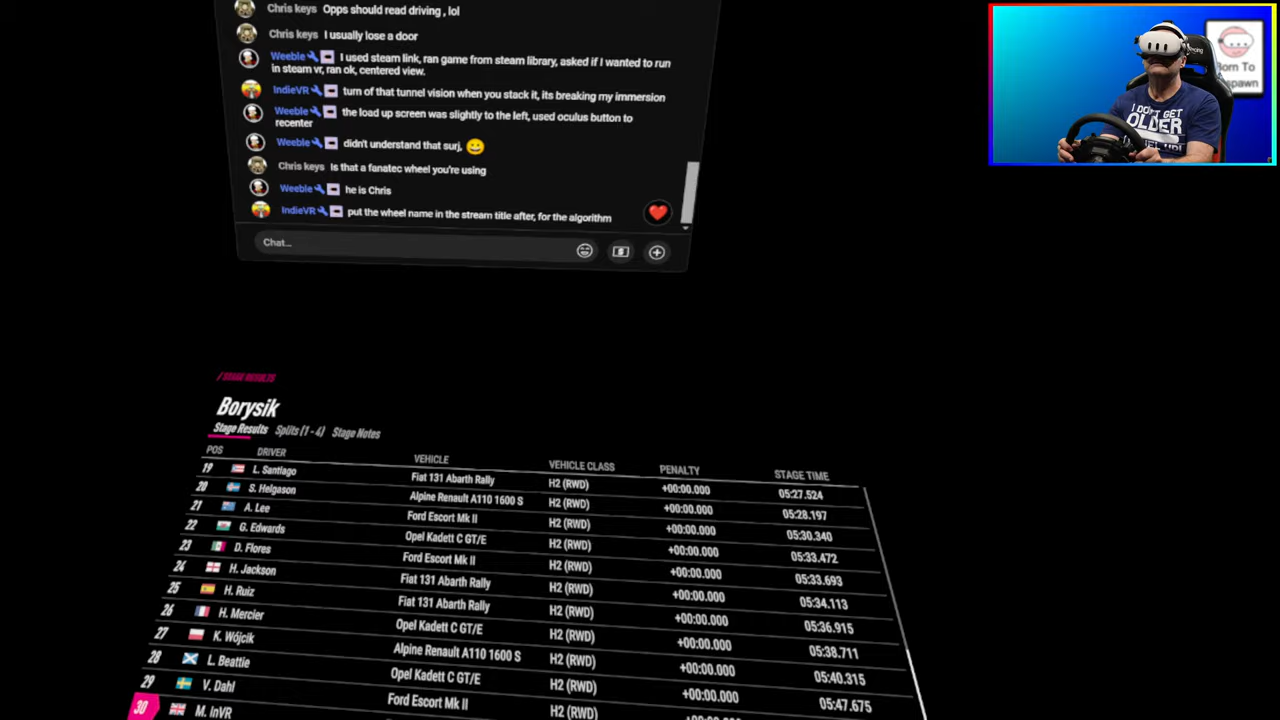 Chris keys Opps should read driving , lol
Chris keys I usually lose a door
Weeble I used steam link, ran game from steam library, asked if I wanted to run
in steam vr, ran ok, centered view.
IndieVR turn of that tunnel vision when you stack it, its breaking my immersion
Weeble the load up screen was slightly to the left, used oculus button to
recenter
Weeble didn't understand that surj,
Chris keys Is that a fanatec wheel you're using
Weeble he is Chris
IndieVR put the wheel name in the stream title after, for the algorithm
Chat...
Born To
I DON'T GET
OLDER
/ STAGE RESULTS
Borysik
Stage Results Splits (1 - 4) Stage Notes
POS DRIVER VEHICLE VEHICLE CLASS PENALTY STAGE TIME
19 L. Santiago Fiat 131 Abarth Rally H2 (RWD) +00:00.000 05:27.524
20 S. Helgason Alpine Renault A110 1600 S H2 (RWD) +00:00.000 05:28.197
21 A. Lee Ford Escort Mk II H2 (RWD) +00:00.000 05:30.340
22 G. Edwards Opel Kadett C GT/E H2 (RWD) +00:00.000 05:33.472
23 D. Flores Ford Escort Mk II H2 (RWD) +00:00.000 05:33.693
24 H. Jackson Fiat 131 Abarth Rally H2 (RWD) +00:00.000 05:34.113
25 H. Ruiz Fiat 131 Abarth Rally H2 (RWD) +00:00.000 05:36.915
26 H. Mercier Opel Kadett C GT/E H2 (RWD) +00:00.000 05:38.711
27 K. Wójcik Alpine Renault A110 1600 S H2 (RWD) +00:00.000 05:40.315
28 L. Beattie Opel Kadett C GT/E H2 (RWD) +00:00.000 05:47.675
29 V. Dahl Ford Escort Mk II
30 M. inVR